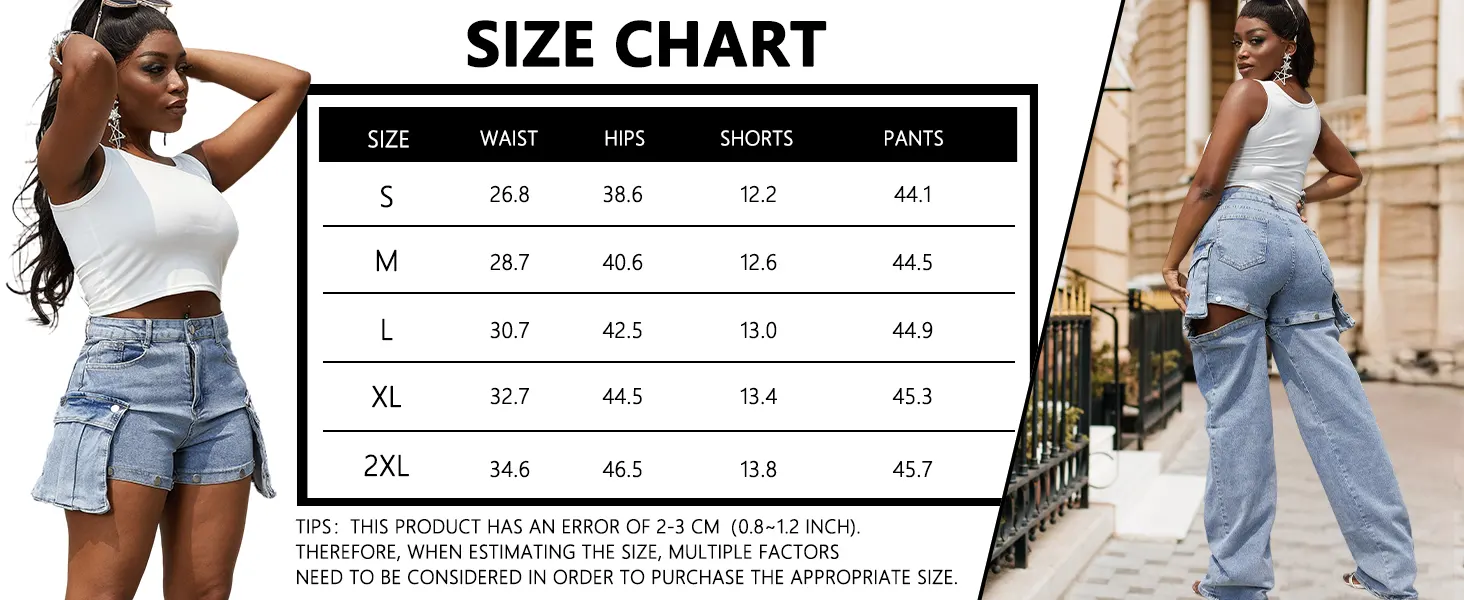 SIZE CHART
SIZE WAIST HIPS SHORTS PANTS
S 26.8 38.6 12.2 44.1
M 28.7 40.6 12.6 44.5
L 30.7 42.5 13.0 44.9
XL 32.7 44.5 13.4 45.3
2XL 34.6 46.5 13.8 45.7
TIPS: THIS PRODUCT HAS AN ERROR OF 2-3 CM (0.8~1.2 INCH).
THEREFORE, WHEN ESTIMATING THE SIZE, MULTIPLE FACTORS
NEED TO BE CONSIDERED IN ORDER TO PURCHASE THE APPROPRIATE SIZE.